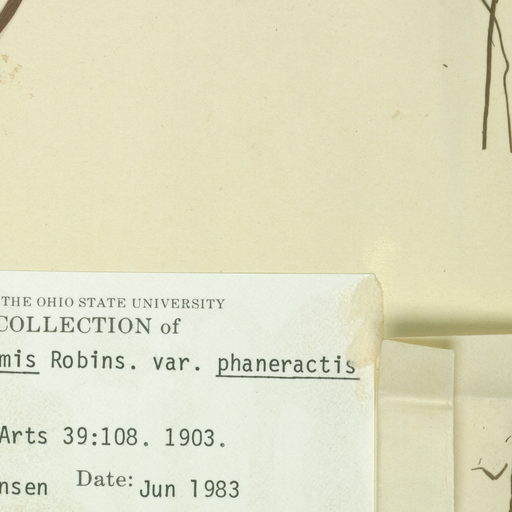 THE OHIO STATE UNIVERSITY
COLLECTION of
mis Robins. var. phaneractis
Arts 39:108. 1903.
nsen Date: Jun 1983